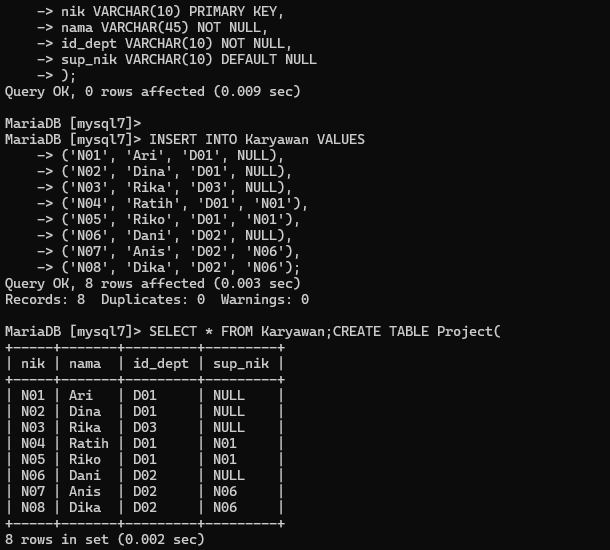 -> nik VARCHAR(10) PRIMARY KEY,
    -> nama VARCHAR(45) NOT NULL,
    -> id_dept VARCHAR(10) NOT NULL,
    -> sup_nik VARCHAR(10) DEFAULT NULL
    -> );
Query OK, 0 rows affected (0.009 sec)

MariaDB [mysql7]>
MariaDB [mysql7]> INSERT INTO Karyawan VALUES
    -> ('N01', 'Ari', 'D01', NULL),
    -> ('N02', 'Dina', 'D01', NULL),
    -> ('N03', 'Rika', 'D03', NULL),
    -> ('N04', 'Ratih', 'D01', 'N01'),
    -> ('N05', 'Riko', 'D01', 'N01'),
    -> ('N06', 'Dani', 'D02', NULL),
    -> ('N07', 'Anis', 'D02', 'N06'),
    -> ('N08', 'Dika', 'D02', 'N06');
Query OK, 8 rows affected (0.003 sec)
Records: 8  Duplicates: 0  Warnings: 0

MariaDB [mysql7]> SELECT * FROM Karyawan;CREATE TABLE Project(
+-----+-------+---------+---------+
| nik | nama  | id_dept | sup_nik |
+-----+-------+---------+---------+
| N01 | Ari   | D01     | NULL    |
| N02 | Dina  | D01     | NULL    |
| N03 | Rika  | D03     | NULL    |
| N04 | Ratih | D01     | N01     |
| N05 | Riko  | D01     | N01     |
| N06 | Dani  | D02     | NULL    |
| N07 | Anis  | D02     | N06     |
| N08 | Dika  | D02     | N06     |
+-----+-------+---------+---------+
8 rows in set (0.002 sec)